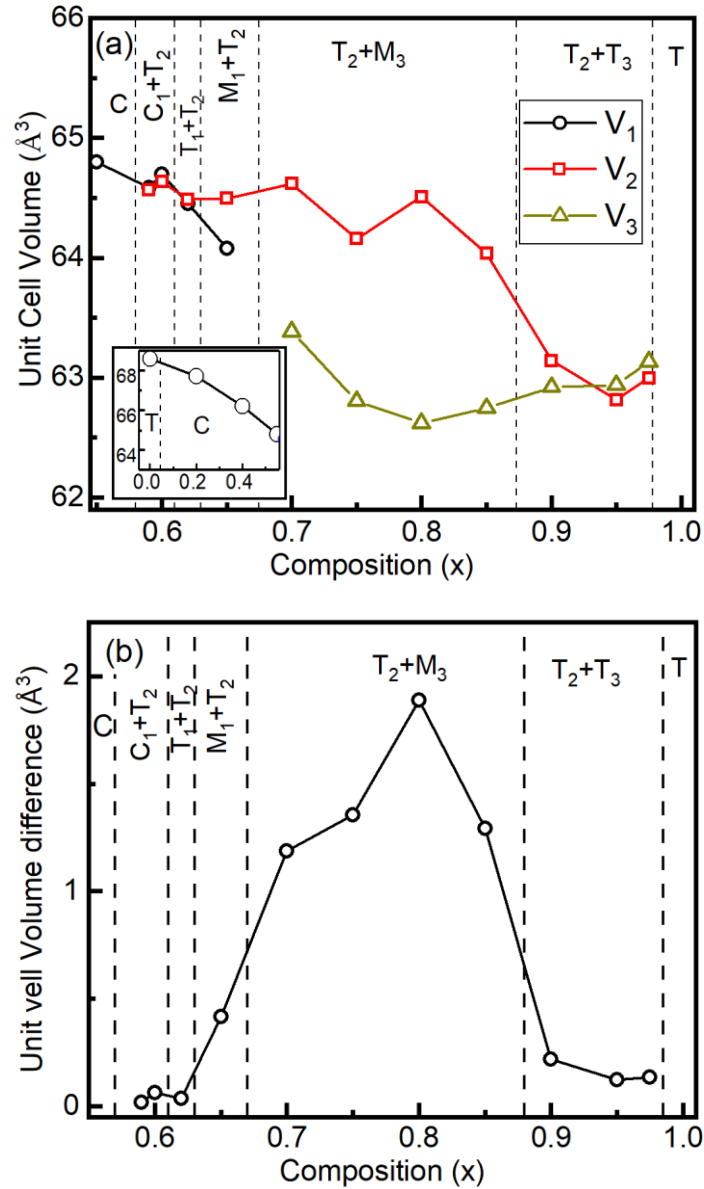 (a)
C
C₁+T₂
T₁+T₂
M₁+T₂
T₂+M₃
T₂+T₃
T
V₁
V₂
V₃
Unit Cell Volume (Å³)
66
65
64
63
62
68
66
64
T
C
0.0
0.2
0.4
0.6
0.7
0.8
0.9
1.0
Composition (x)
(b)
C
C₁+T₂
T₁+T₂
M₁+T₂
T₂+M₃
T₂+T₃
T
Unit vell Volume difference (Å³)
2
1
0
0.6
0.7
0.8
0.9
1.0
Composition (x)